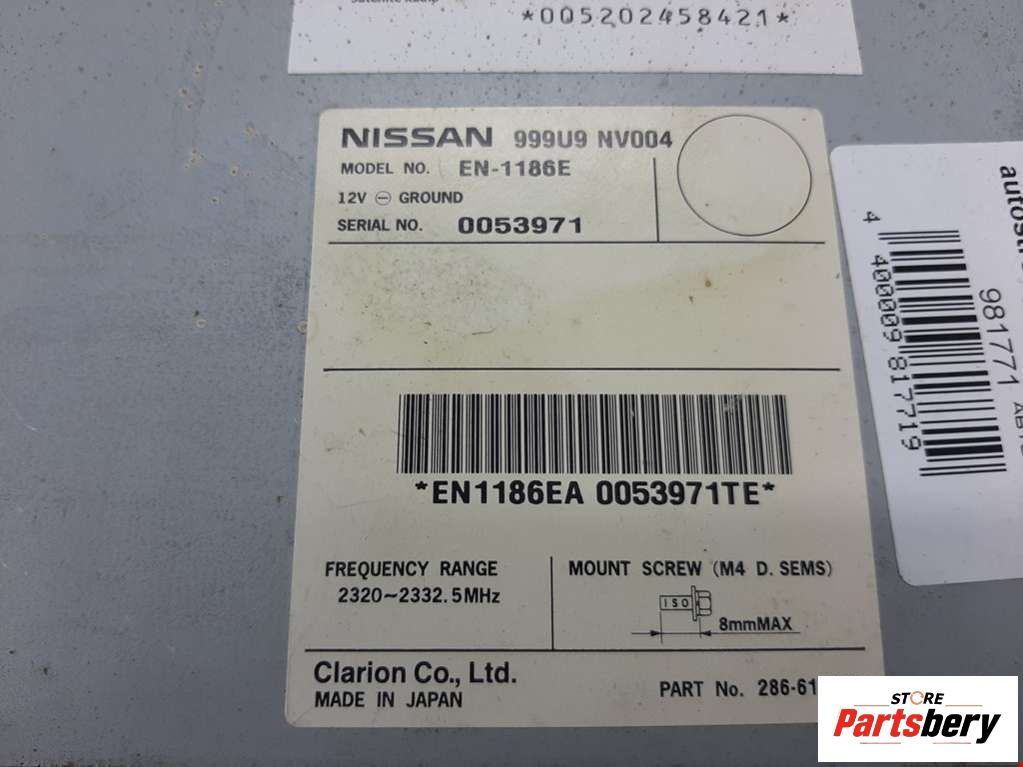 *005202458421*
NISSAN 999U9 NV004
MODEL NO. EN-1186E
12V ⊖ GROUND
SERIAL NO. 0053971
*EN1186EA 0053971TE*
FREQUENCY RANGE
2320~2332.5MHz
MOUNT SCREW (M4 D. SEMS)
ISO
8mmMAX
Clarion Co., Ltd.
MADE IN JAPAN
PART No. 286-61
981771
4 400009 817719
STORE
Partsbery